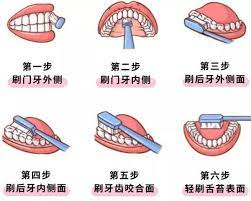 第一步
刷门牙外侧
第二步
刷门牙内侧
第三步
刷后牙外侧面
第四步
刷后牙内侧面
第五步
刷牙齿咬合面
第六步
轻刷舌苔表面